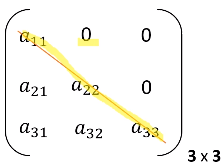 a₁₁ 0 0
a₂₁ a₂₂ 0
a₃₁ a₃₂ a₃₃
3 x 3